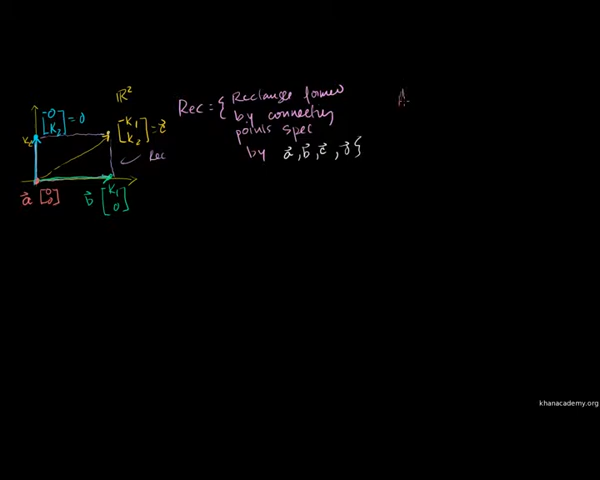 ℝ²
[0 k₂] = d
k₂
[k₁ k₂] = c⃗
Rec
a⃗ [0 0]
b⃗ [k₁ 0]
Rec = { Rectangle formed
by connecting
points spec
by a⃗, b⃗, c⃗, d⃗ }
A
khanacademy.org